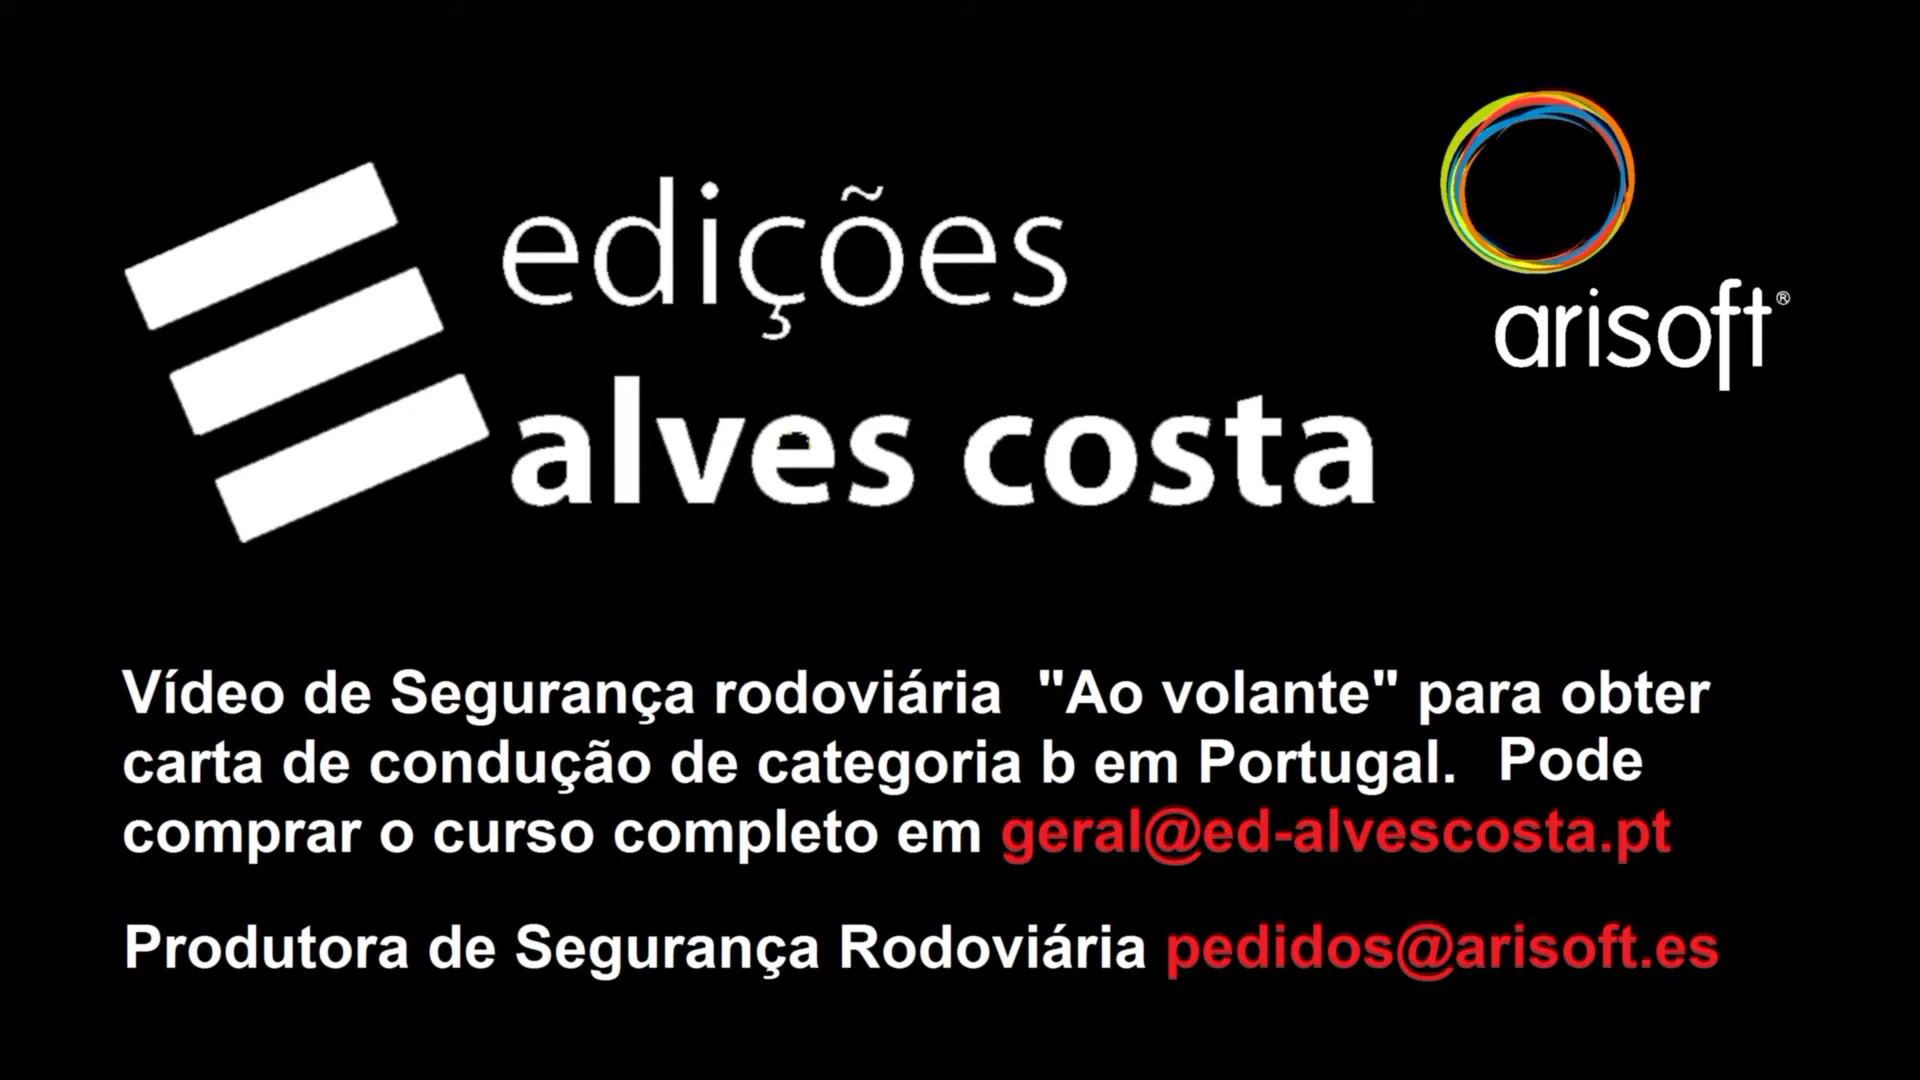 edições
alves costa
arisoft®
Vídeo de Segurança rodoviária "Ao volante" para obter
carta de condução de categoria b em Portugal. Pode
comprar o curso completo em geral@ed-alvescosta.pt
Produtora de Segurança Rodoviária pedidos@arisoft.es